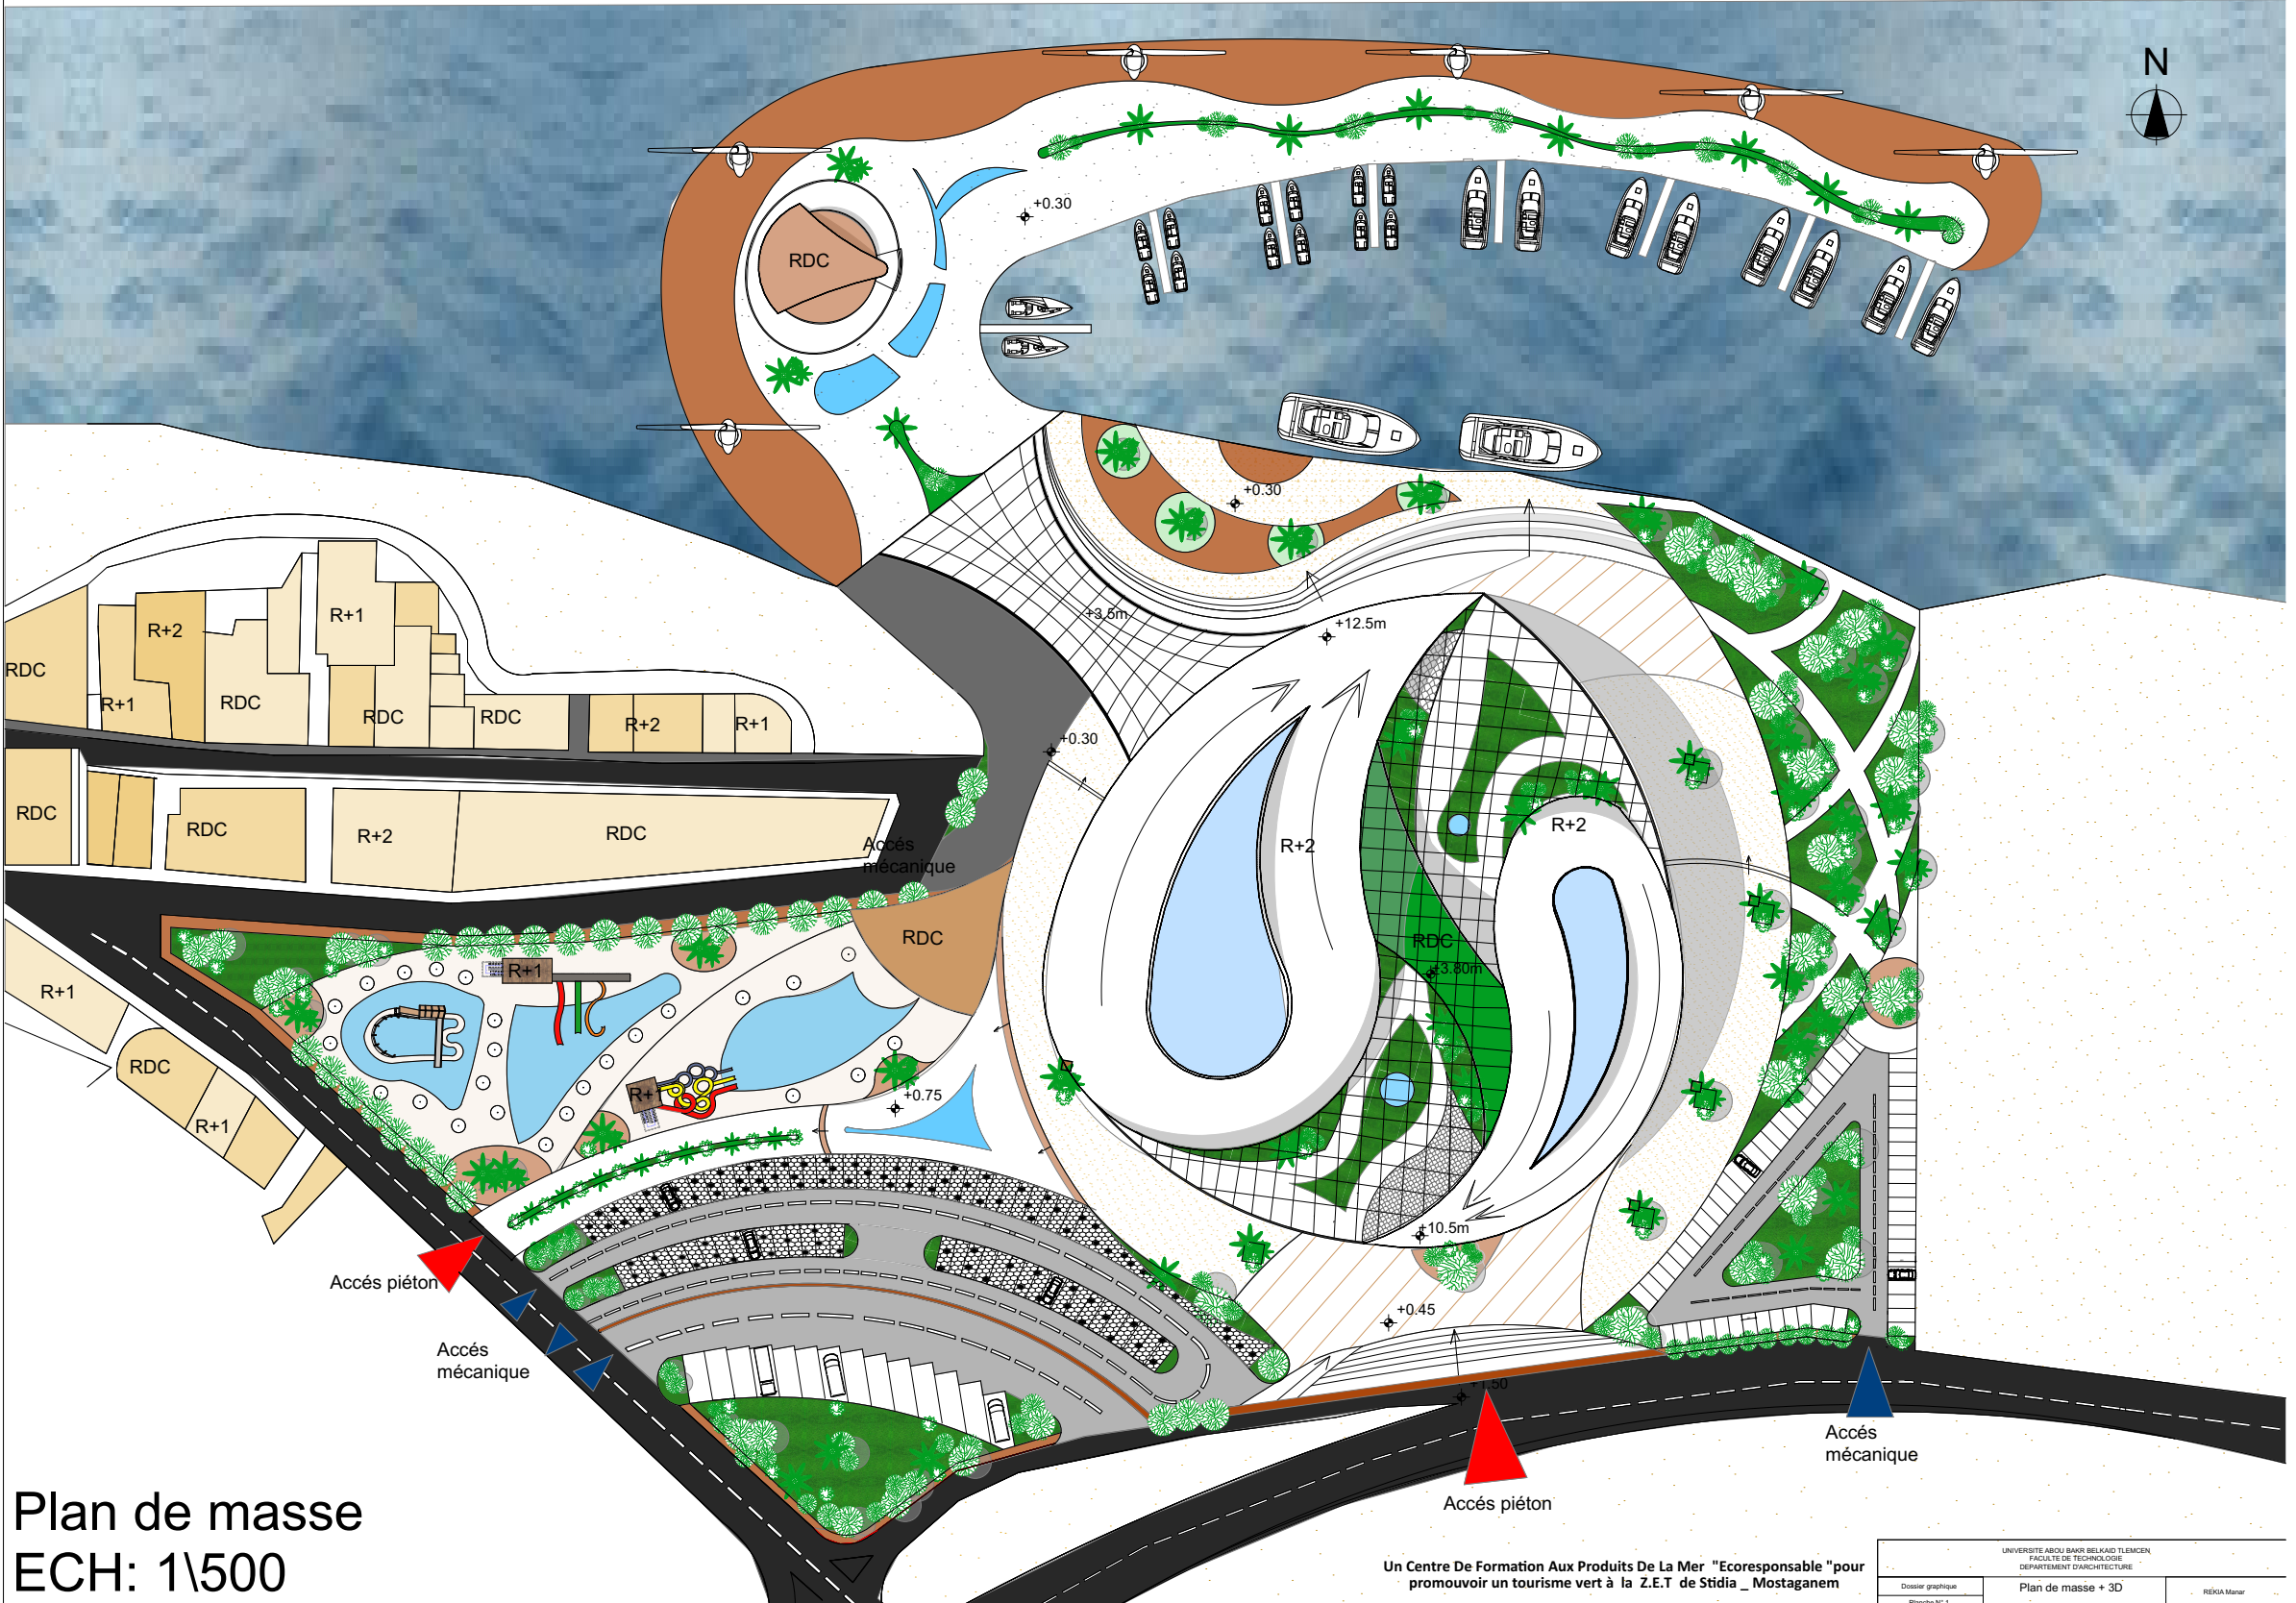 N
+0.30
RDC
+0.30
+3.5m
+12.5m
R+1
R+2
RDC
R+1
RDC
RDC
RDC
R+2
R+1
+0.30
RDC
RDC
R+2
RDC
Accés
mécanique
R+2
R+2
RDC
RDC
+3.80m
R+1
R+1
RDC
R+1
R+1
+0.75
+10.5m
Accés piéton
+0.45
Accés
mécanique
+1.50
Accés
mécanique
Accés piéton
Plan de masse
ECH: 1\500
Un Centre De Formation Aux Produits De La Mer "Ecoresponsable "pour
promouvoir un tourisme vert à la Z.E.T de Stidia _ Mostaganem
UNIVERSITE ABOU BAKR BELKAID TLEMCEN
FACULTE DE TECHNOLOGIE
DEPARTEMENT D'ARCHITECTURE
Dossier graphique
Plan de masse + 3D
REKIA Manar
Planche N° 1